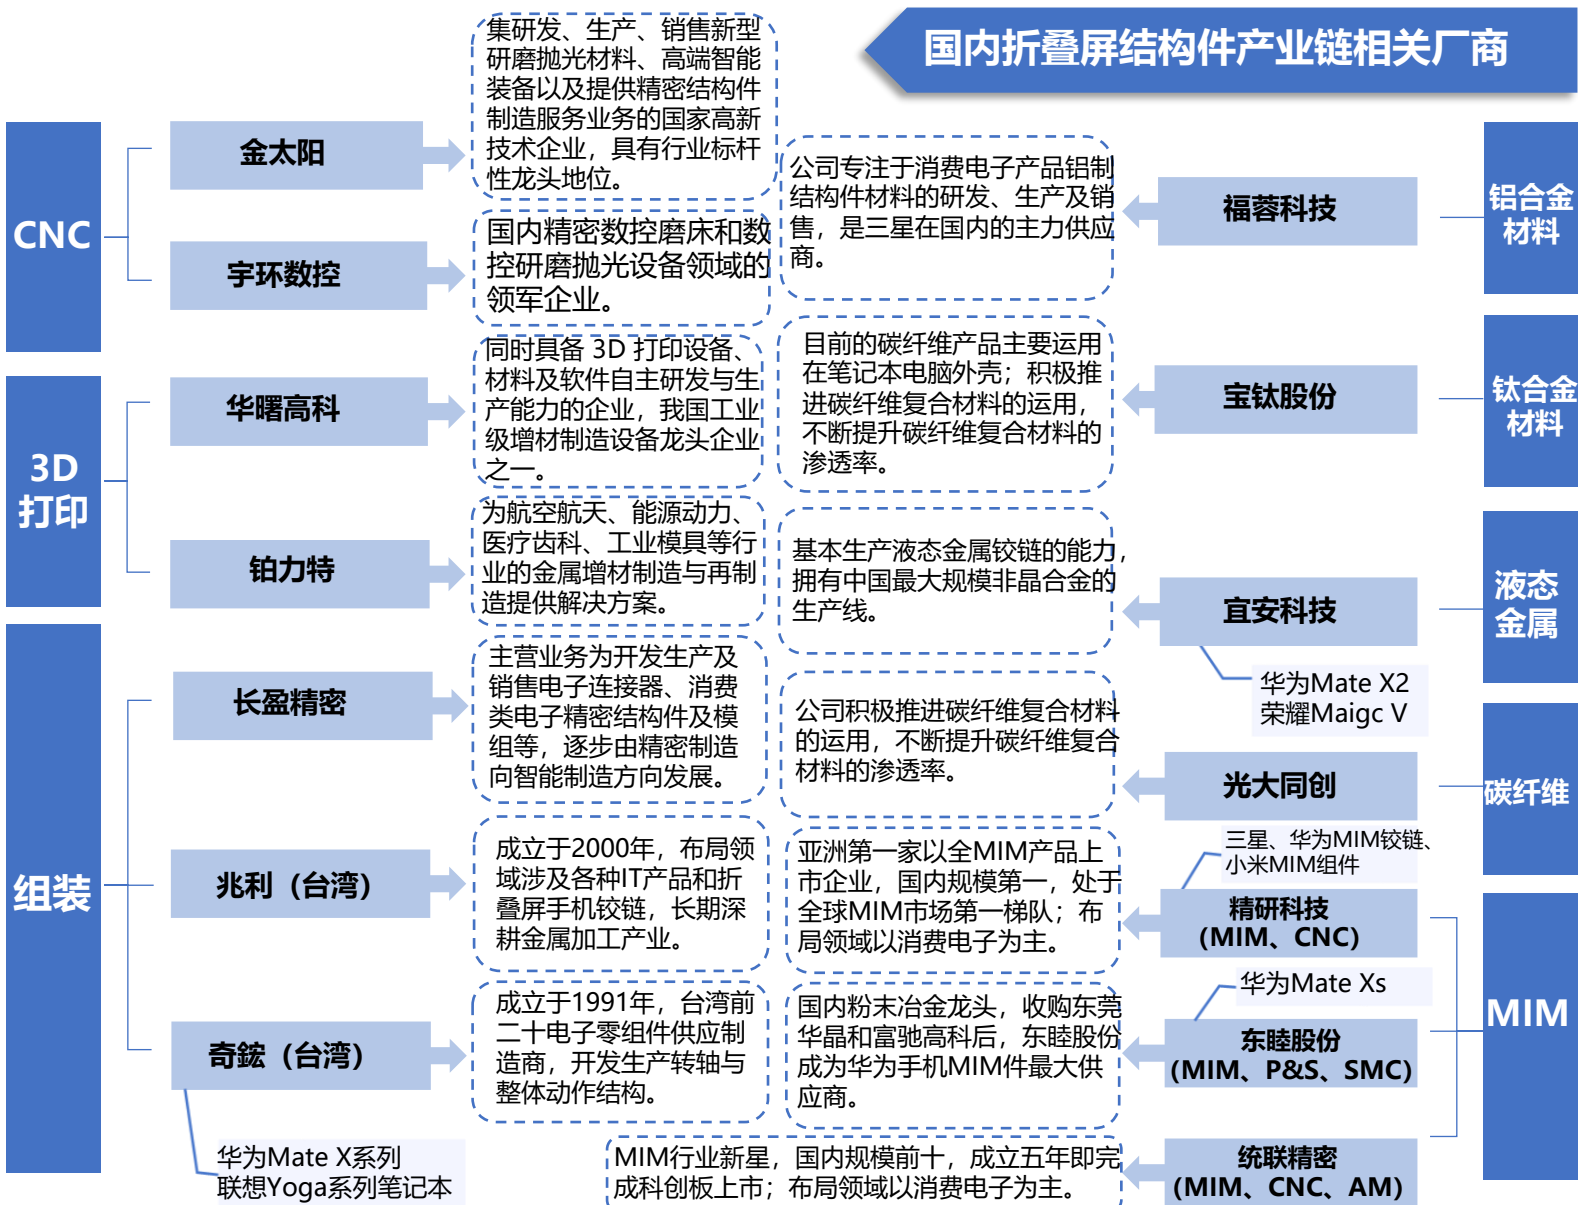 国内折叠屏结构件产业链相关厂商
CNC
金太阳
集研发、生产、销售新型
研磨抛光材料、高端智能
装备以及提供精密结构件
制造服务业务的国家高新
技术企业，具有行业标杆
性龙头地位。
宇环数控
国内精密数控磨床和数
控研磨抛光设备领域的
领军企业。
3D
打印
华曙高科
同时具备 3D 打印设备、
材料及软件自主研发与生
产能力的企业，我国工业
级增材制造设备龙头企业
之一。
铂力特
为航空航天、能源动力、
医疗齿科、工业模具等行
业的金属增材制造与再制
造提供解决方案。
组装
长盈精密
主营业务为开发生产及
销售电子连接器、消费
类电子精密结构件及模
组等，逐步由精密制造
向智能制造方向发展。
兆利（台湾）
成立于2000年，布局领
域涉及各种IT产品和折
叠屏手机铰链，长期深
耕金属加工产业。
奇鋐（台湾）
成立于1991年，台湾前
二十电子零组件供应制
造商，开发生产转轴与
整体动作结构。
华为Mate X系列
联想Yoga系列笔记本
铝合金
材料
福蓉科技
公司专注于消费电子产品铝制
结构件材料的研发、生产及销
售，是三星在国内的主力供应
商。
钛合金
材料
宝钛股份
目前的碳纤维产品主要运用
在笔记本电脑外壳；积极推
进碳纤维复合材料的运用，
不断提升碳纤维复合材料的
渗透率。
液态
金属
宜安科技
基本生产液态金属铰链的能力，
拥有中国最大规模非晶合金的
生产线。
华为Mate X2
荣耀Maigc V
碳纤维
光大同创
公司积极推进碳纤维复合材料
的运用，不断提升碳纤维复合
材料的渗透率。
MIM
三星、华为MIM铰链、
小米MIM组件
精研科技
（MIM、CNC）
亚洲第一家以全MIM产品上
市企业，国内规模第一，处于
全球MIM市场第一梯队；布
局领域以消费电子为主。
华为Mate Xs
东睦股份
（MIM、P&S、SMC）
国内粉末冶金龙头，收购东莞
华晶和富驰高科后，东睦股份
成为华为手机MIM件最大供
应商。
统联精密
（MIM、CNC、AM）
MIM行业新星，国内规模前十，成立五年即完
成科创板上市；布局领域以消费电子为主。